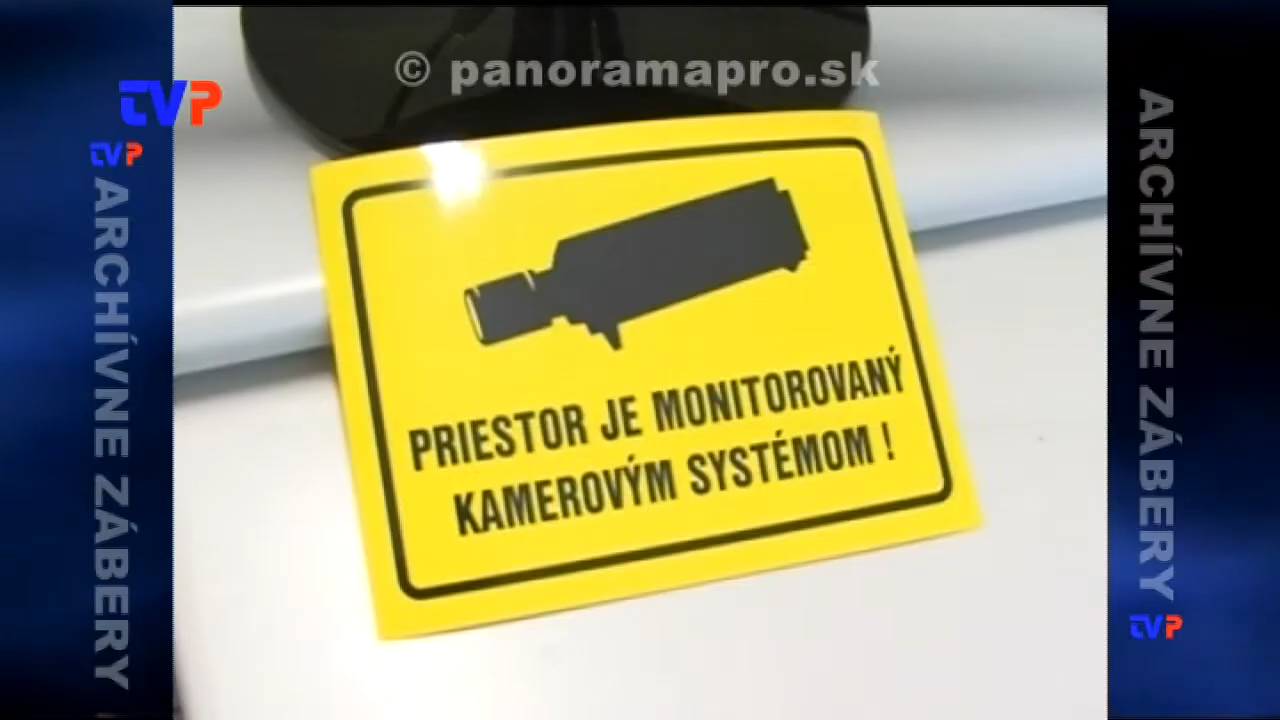 © panoramapro.sk
TVP
TVP
ARCHÍVNE ZÁBERY
PRIESTOR JE MONITOROVANÝ
KAMEROVÝM SYSTÉMOM !
ARCHÍVNE ZÁBERY
TVP